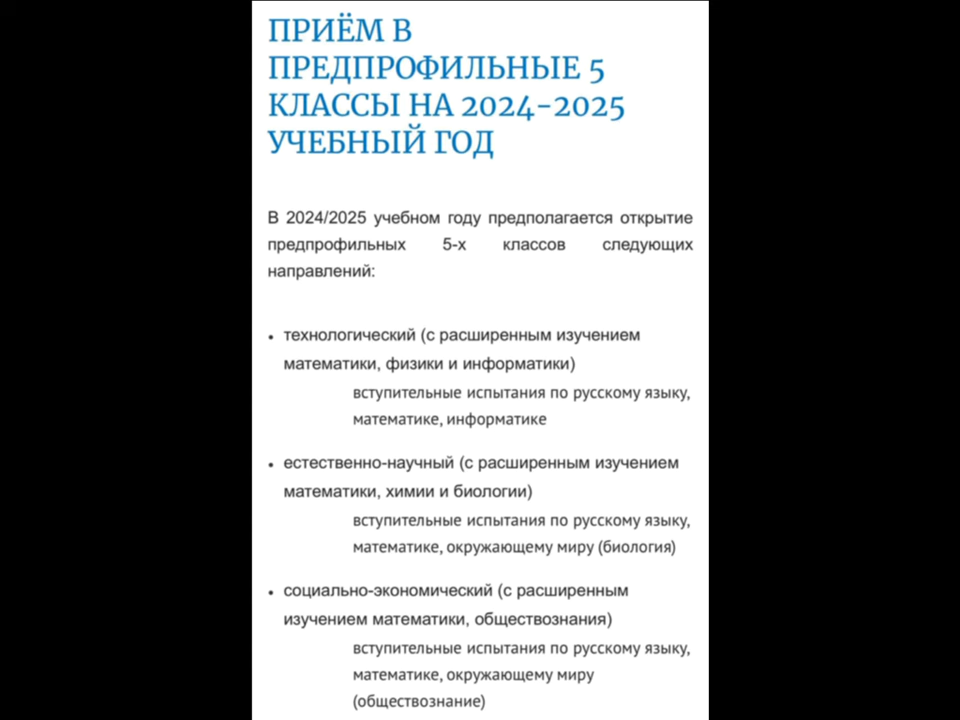 ПРИЁМ В
ПРЕДПРОФИЛЬНЫЕ 5
КЛАССЫ НА 2024-2025
УЧЕБНЫЙ ГОД
В 2024/2025 учебном году предполагается открытие
предпрофильных 5-х классов следующих
направлений:
• технологический (с расширенным изучением
математики, физики и информатики)
вступительные испытания по русскому языку,
математике, информатике
• естественно-научный (с расширенным изучением
математики, химии и биологии)
вступительные испытания по русскому языку,
математике, окружающему миру (биология)
• социально-экономический (с расширенным
изучением математики, обществознания)
вступительные испытания по русскому языку,
математике, окружающему миру
(обществознание)